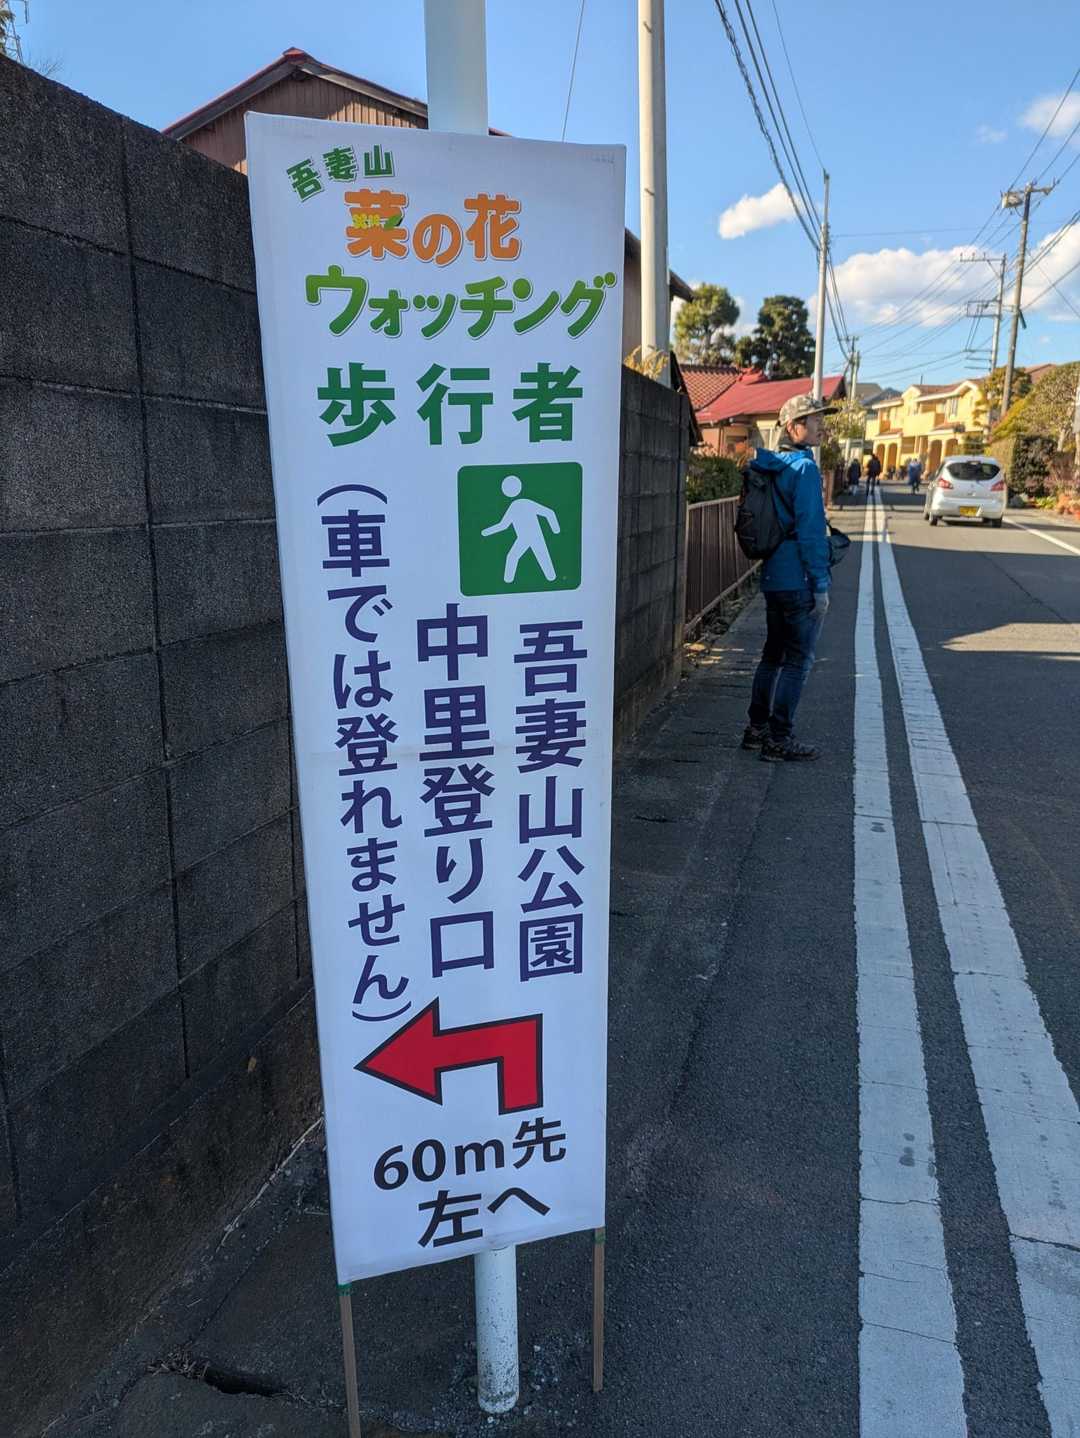 吾妻山
菜の花
ウォッチング
歩行者
吾妻山公園
中里登り口
(車では登れません)
60m先
左へ